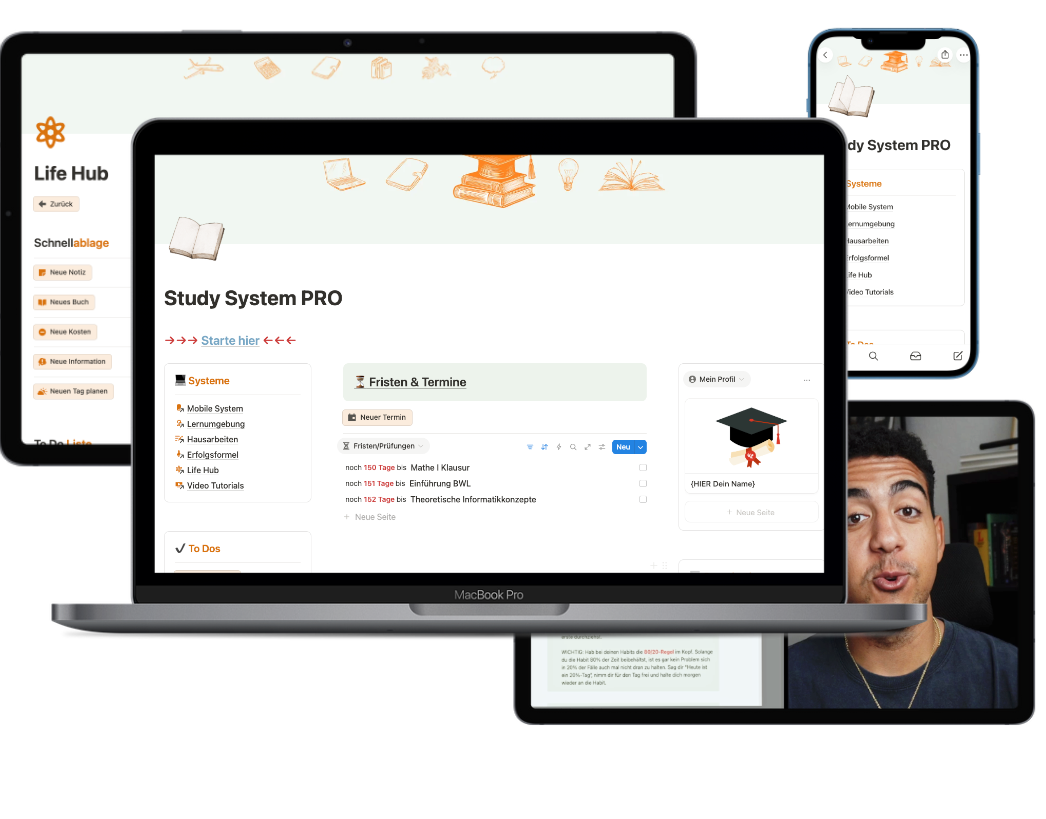 Life Hub
Zurück
Schnellablage
Neue Notiz
Neues Buch
Neue Kosten
Neue Information
Neuen Tag planen
To Do Liste
Study System PRO
→→→ Starte hier ←←←
Systeme
Mobile System
Lernumgebung
Hausarbeiten
Erfolgsformel
Life Hub
Video Tutorials
To Dos
Fristen & Termine
Neuer Termin
Fristen/Prüfungen
Neu
noch 150 Tage bis Mathe I Klausur
noch 151 Tage bis Einführung BWL
noch 152 Tage bis Theoretische Informatikkonzepte
+ Neue Seite
Mein Profil
{HIER Dein Name}
+ Neue Seite
MacBook Pro
dy System PRO
Systeme
Mobile System
ernumgebung
Hausarbeiten
rfolgsformel
ife Hub
Video Tutorials
To Dos
WICHTIG: Hab bei deinen Habits die 80/20-Regel im Kopf. Solange
du die Habit 80% der Zeit beibehältst, ist es gar kein Problem sich
in 20% der Fälle auch mal nicht dran zu halten. Sag dir "Heute ist
ein 20%-Tag", nimm dir für den Tag frei und halte dich morgen
wieder an die Habit.